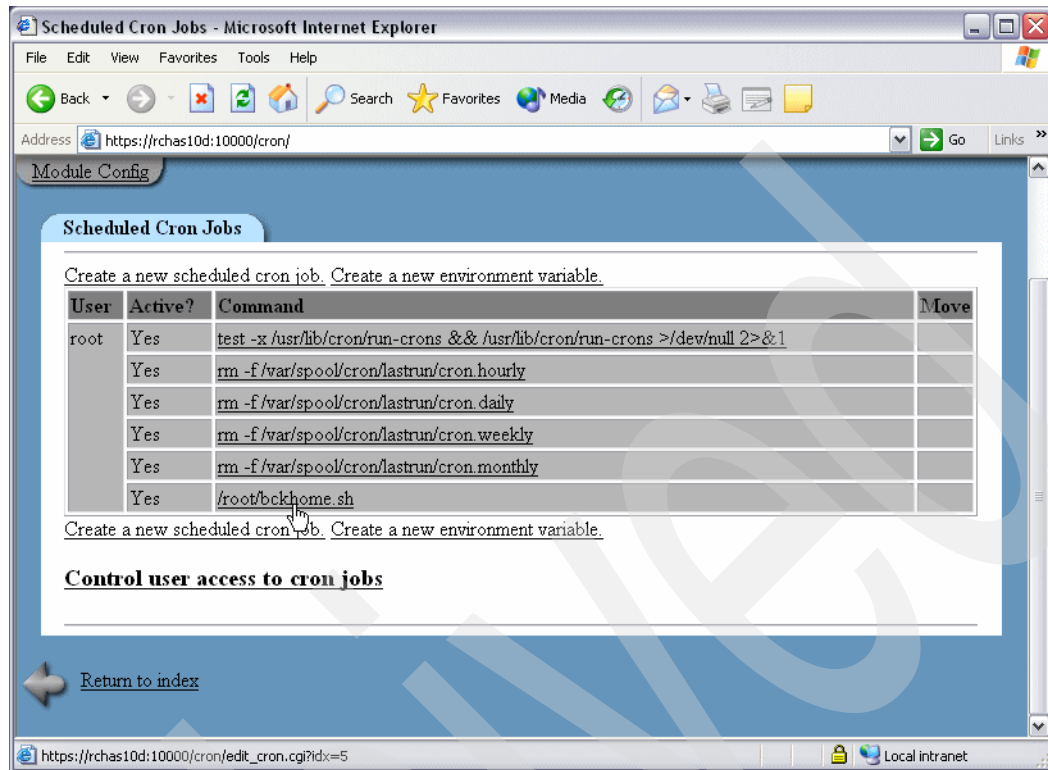 Scheduled Cron Jobs - Microsoft Internet Explorer
File Edit View Favorites Tools Help
Back Search Favorites Media
Address https://rchas10d:10000/cron/ Go Links »
Module Config
Scheduled Cron Jobs
Create a new scheduled cron job. Create a new environment variable.
User Active? Command Move
root Yes test -x /usr/lib/cron/run-crons && /usr/lib/cron/run-crons >/dev/null 2>&1
Yes rm -f /var/spool/cron/lastrun/cron.hourly
Yes rm -f /var/spool/cron/lastrun/cron.daily
Yes rm -f /var/spool/cron/lastrun/cron.weekly
Yes rm -f /var/spool/cron/lastrun/cron.monthly
Yes /root/bckhome.sh
Create a new scheduled cron job. Create a new environment variable.
Control user access to cron jobs
Return to index
https://rchas10d:10000/cron/edit_cron.cgi?idx=5 Local intranet